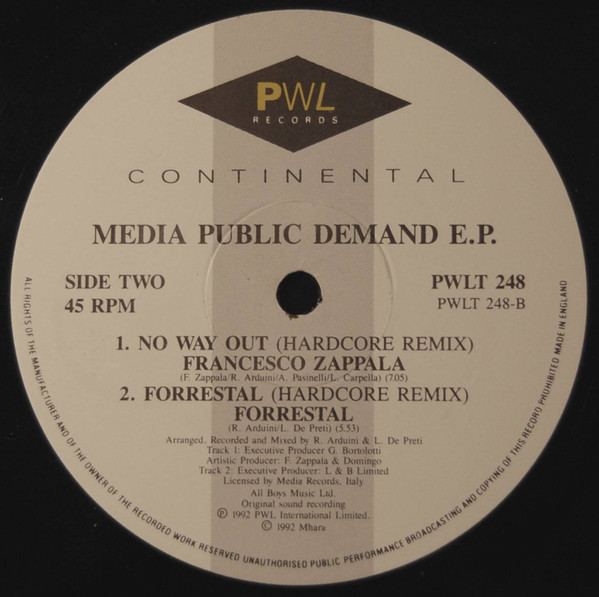 PWL
RECORDS
CONTINENTAL
MEDIA PUBLIC DEMAND E.P.
SIDE TWO
45 RPM
PWLT 248
PWLT 248-B
1. NO WAY OUT (HARDCORE REMIX)
FRANCESCO ZAPPALA
(F. Zappala/R. Arduini/A. Pasinelli/L. Carpella) (7.05)
2. FORRESTAL (HARDCORE REMIX)
FORRESTAL
(R. Arduini/L. De Preti) (5.53)
Arranged, Recorded and Mixed by R. Arduini & L. De Preti
Track 1: Executive Producer G. Bortolotti
Artistic Producer: F. Zappala & Domingo
Track 2: Executive Producer: L & B Limited
Licensed by Media Records, Italy
All Boys Music Ltd.
Original sound recording
℗ 1992 PWL International Limited.
© 1992 Mhara
ALL RIGHTS OF THE MANUFACTURER AND OF THE OWNER OF THE RECORDED WORK RESERVED UNAUTHORISED PUBLIC PERFORMANCE BROADCASTING AND COPYING OF THIS RECORD PROHIBITED MADE IN ENGLAND